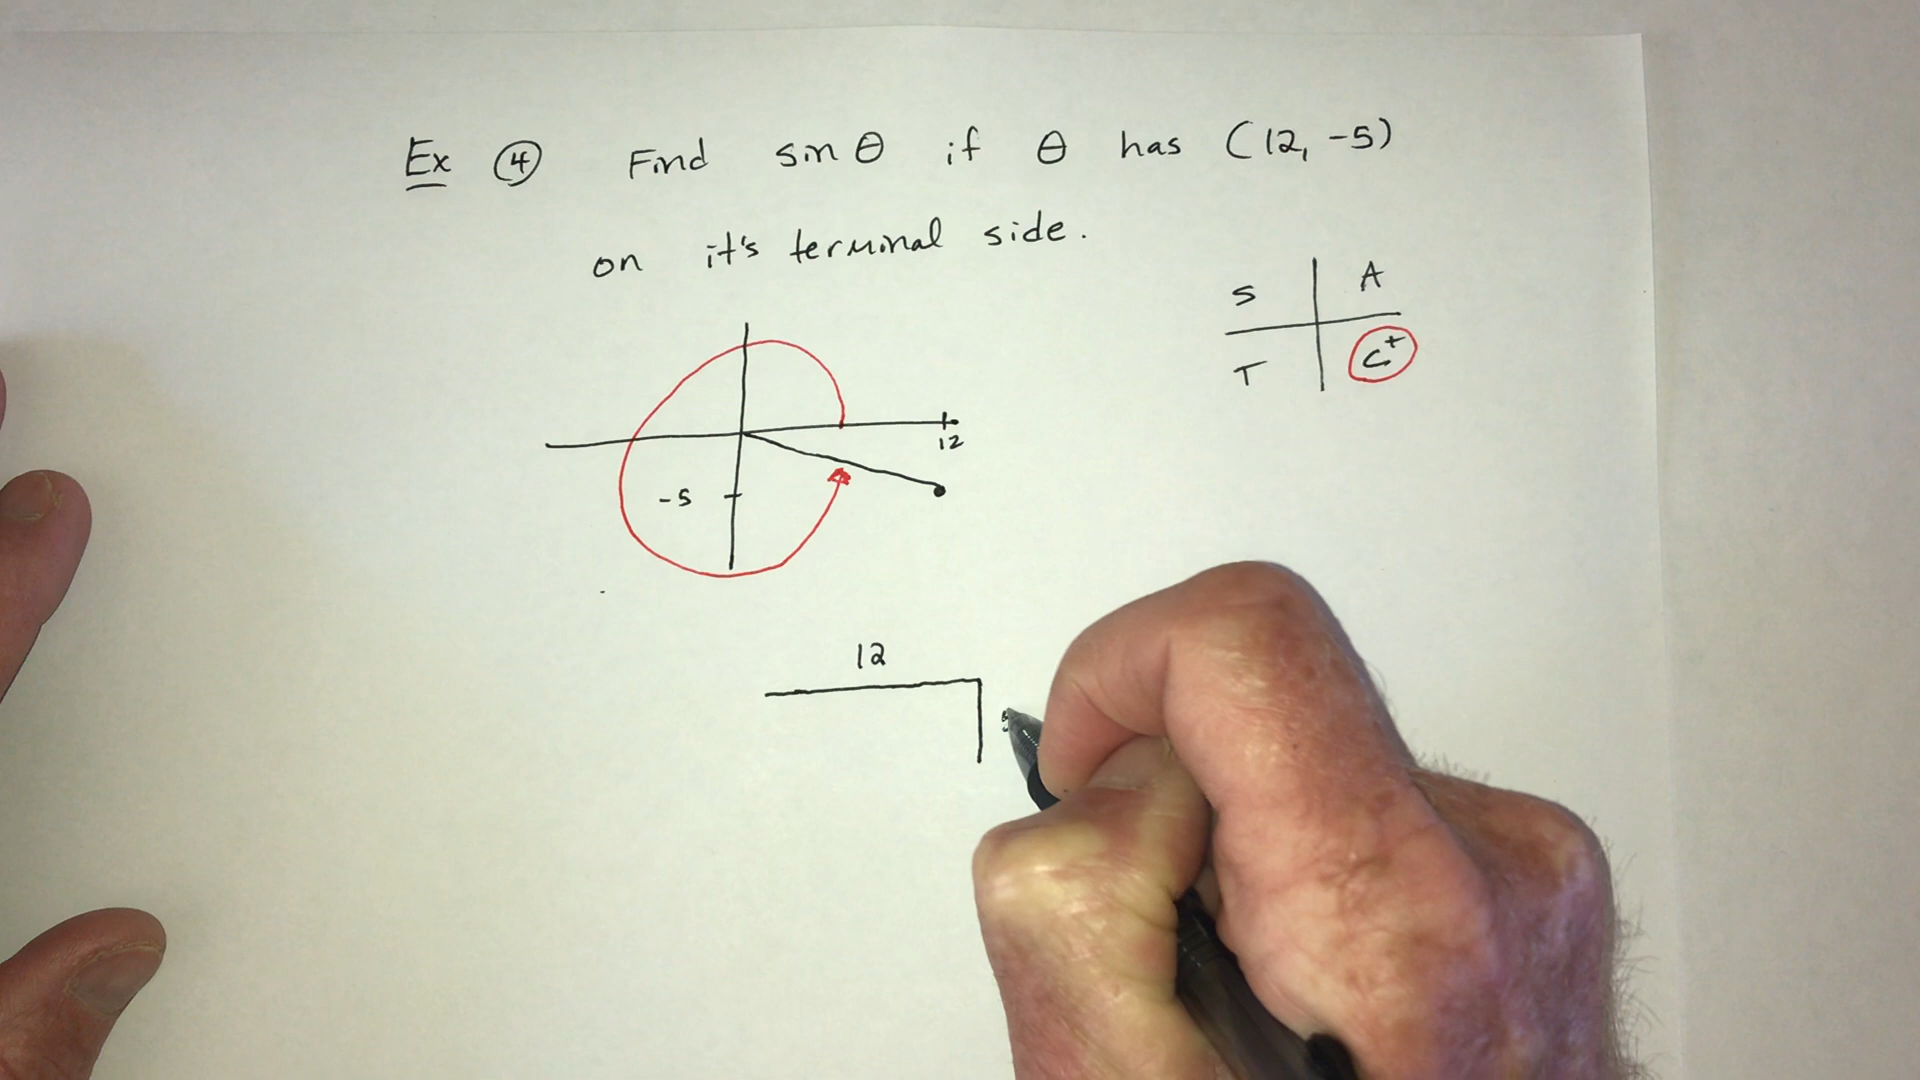 Ex ④ Find sin θ if θ has (12, -5)
on it's terminal side.
S A
T C+
12
-5
12